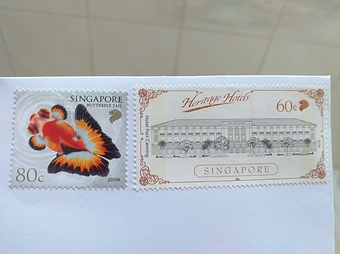 SINGAPORE
BUTTERFLY TAIL
80c
2019A
Heritage Hotels
60c
Hotel Fort Canning
SINGAPORE